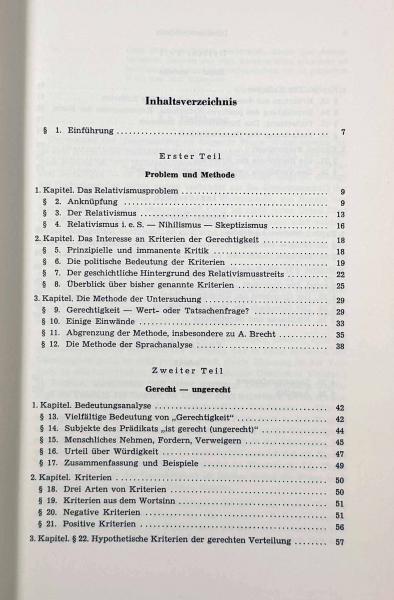 Inhaltsverzeichnis
§ 1. Einführung ........ 7
Erster Teil
Problem und Methode
1. Kapitel. Das Relativismusproblem ........ 9
§ 2. Anknüpfung ........ 9
§ 3. Der Relativismus ........ 13
§ 4. Relativismus i. e. S. — Nihilismus — Skeptizismus ........ 16
2. Kapitel. Das Interesse an Kriterien der Gerechtigkeit ........ 18
§ 5. Prinzipielle und immanente Kritik ........ 18
§ 6. Die politische Bedeutung der Kriterien ........ 19
§ 7. Der geschichtliche Hintergrund des Relativismusstreits ........ 22
§ 8. Überblick über bisher genannte Kriterien ........ 25
3. Kapitel. Die Methode der Untersuchung ........ 29
§ 9. Gerechtigkeit — Wert- oder Tatsachenfrage? ........ 29
§ 10. Einige Einwände ........ 33
§ 11. Abgrenzung der Methode, insbesondere zu A. Brecht ........ 35
§ 12. Die Methode der Sprachanalyse ........ 38
Zweiter Teil
Gerecht — ungerecht
1. Kapitel. Bedeutungsanalyse ........ 42
§ 13. Vielfältige Bedeutung von „Gerechtigkeit" ........ 42
§ 14. Subjekte des Prädikats „ist gerecht (ungerecht)" ........ 44
§ 15. Menschliches Nehmen, Fordern, Verweigern ........ 45
§ 16. Urteil über Würdigkeit ........ 47
§ 17. Zusammenfassung und Beispiele ........ 49
2. Kapitel. Kriterien ........ 50
§ 18. Drei Arten von Kriterien ........ 50
§ 19. Kriterien aus dem Wortsinn ........ 51
§ 20. Negative Kriterien ........ 51
§ 21. Positive Kriterien ........ 56
3. Kapitel. § 22. Hypothetische Kriterien der gerechten Verteilung ........ 57